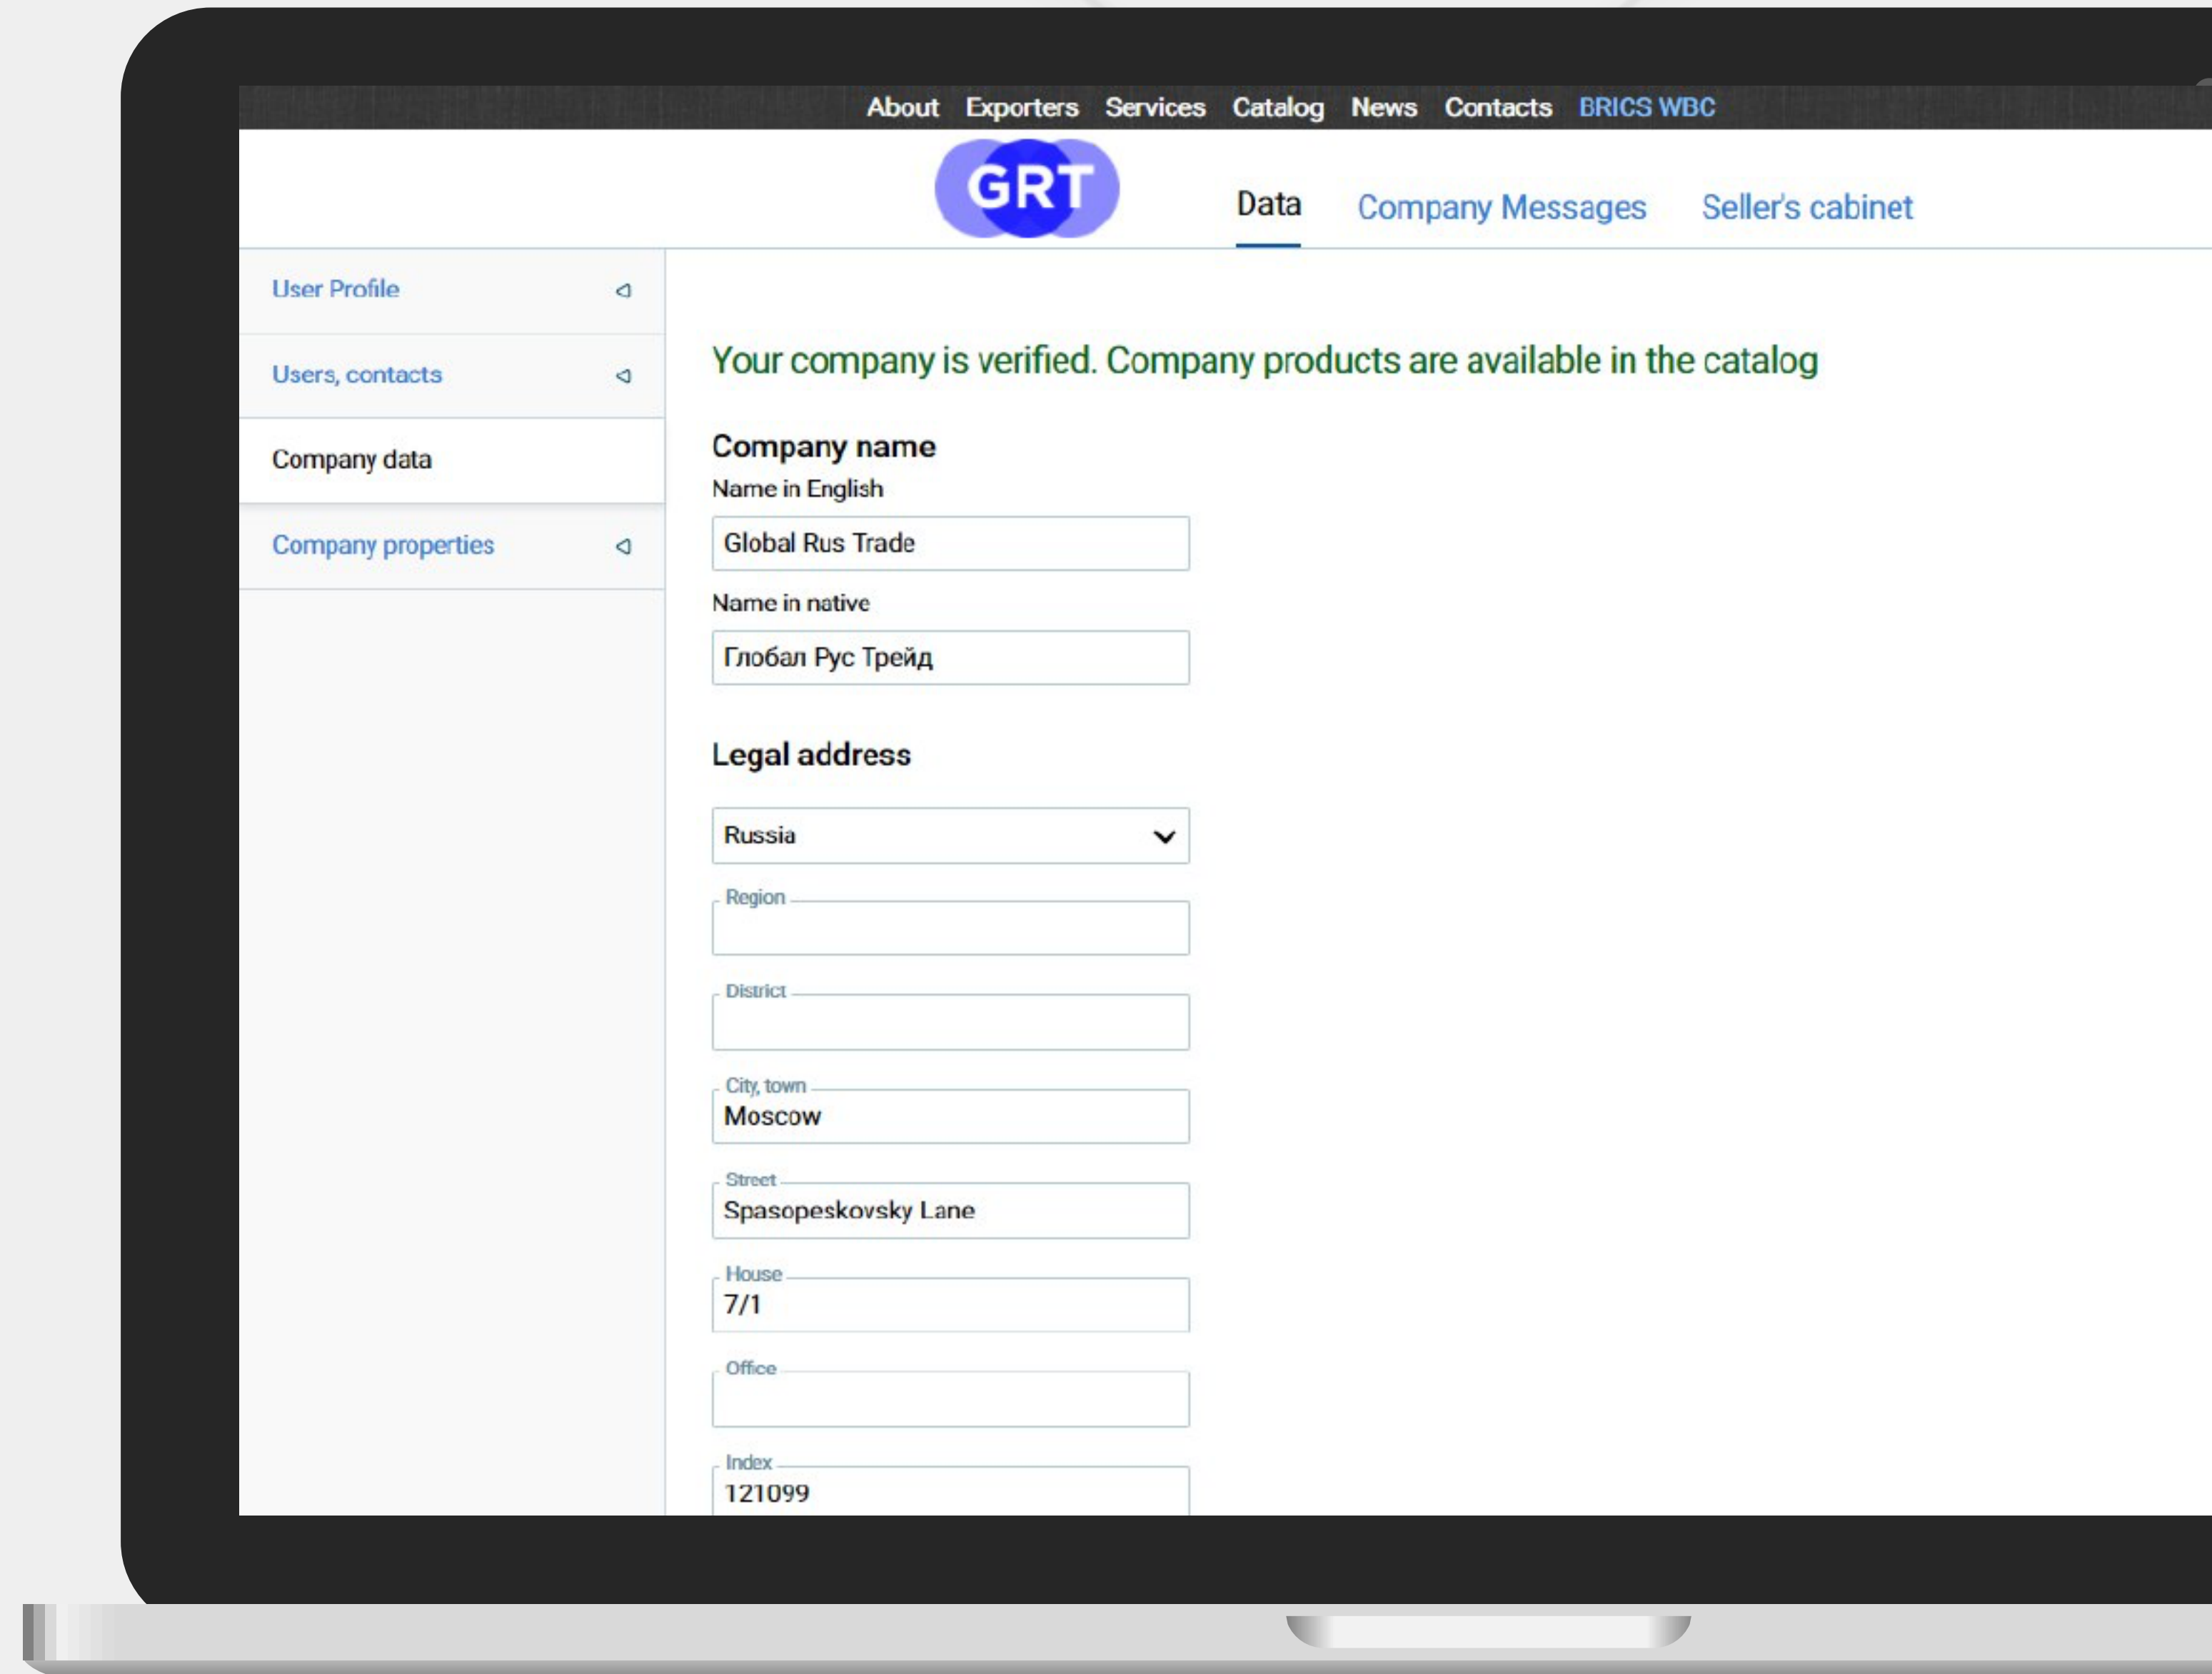 About Exporters Services Catalog News Contacts BRICS WBC
GRT
Data Company Messages Seller's cabinet
User Profile
Users, contacts
Company data
Company properties
Your company is verified. Company products are available in the catalog
Company name
Name in English
Global Rus Trade
Name in native
Глобал Рус Трейд
Legal address
Russia
Region
District
City, town
Moscow
Street
Spasopeskovsky Lane
House
7/1
Office
Index
121099